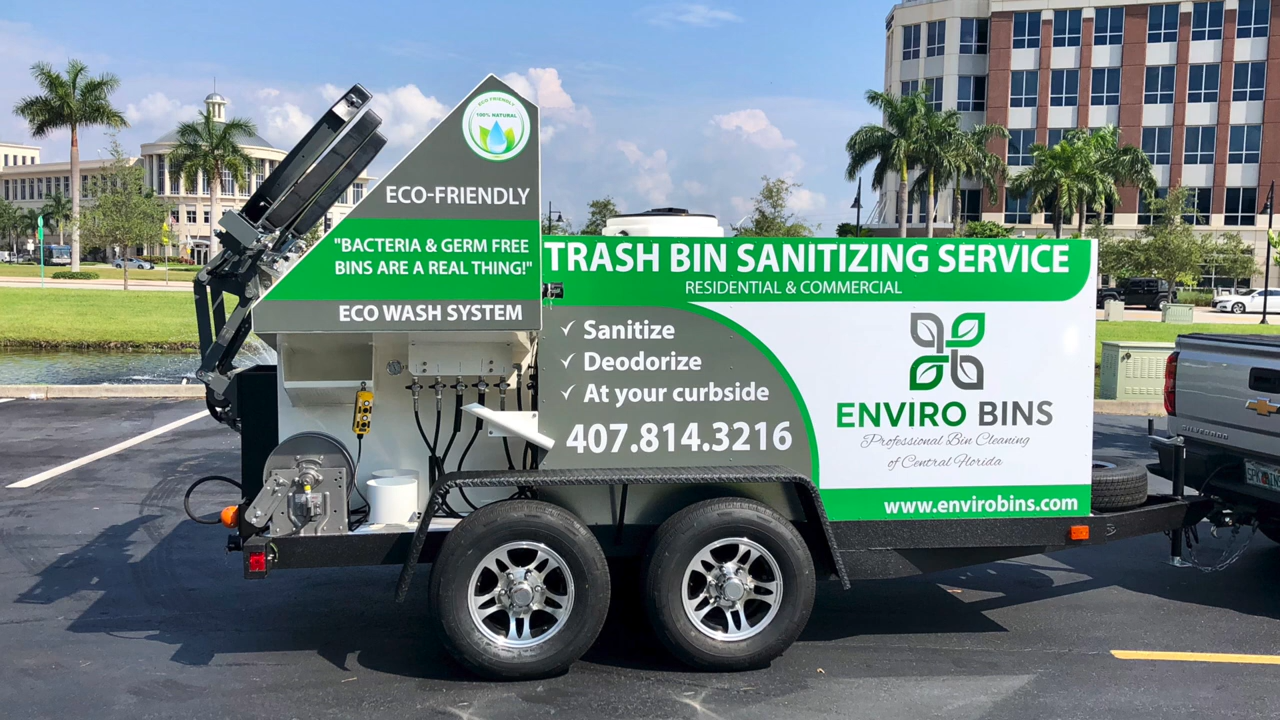 ECO FRIENDLY
100% NATURAL
ECO-FRIENDLY
"BACTERIA & GERM FREE
BINS ARE A REAL THING!"
ECO WASH SYSTEM
TRASH BIN SANITIZING SERVICE
RESIDENTIAL & COMMERCIAL
✓ Sanitize
✓ Deodorize
✓ At your curbside
407.814.3216
ENVIRO BINS
Professional Bin Cleaning
of Central Florida
www.envirobins.com
SILVERADO